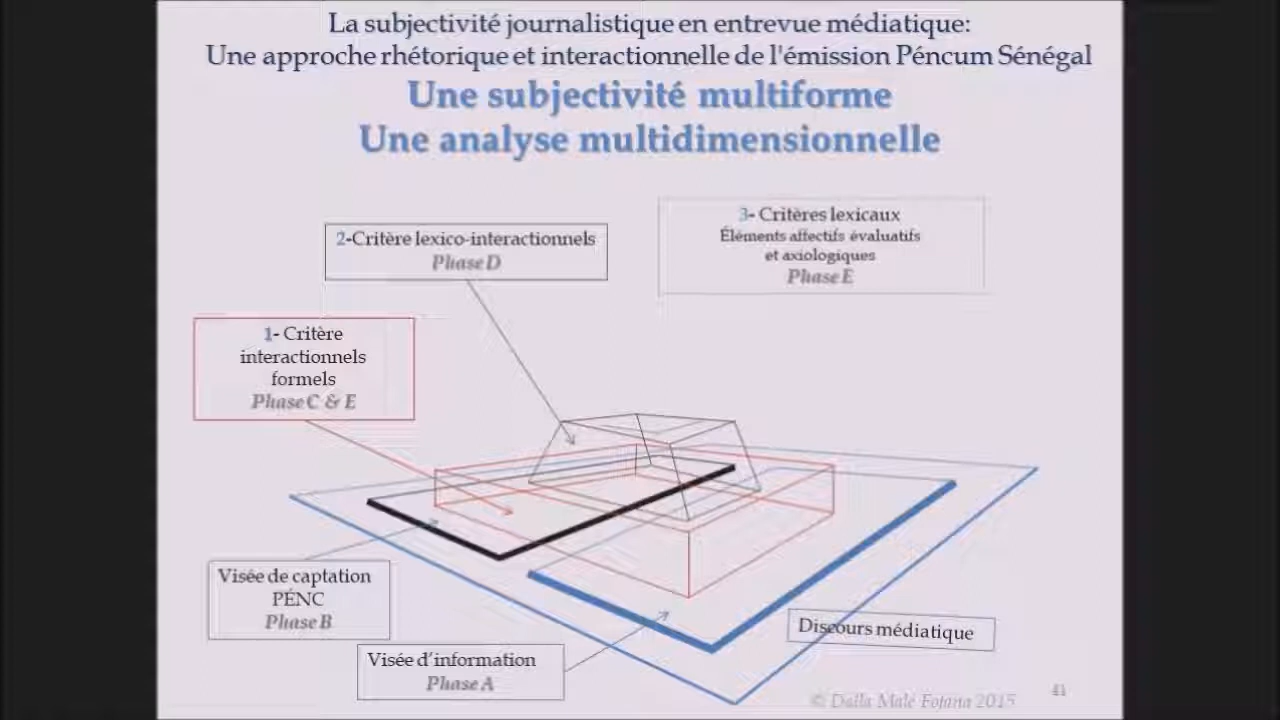 La subjectivité journalistique en entrevue médiatique:
Une approche rhétorique et interactionnelle de l'émission Péncum Sénégal
Une subjectivité multiforme
Une analyse multidimensionnelle
3- Critères lexicaux
Éléments affectifs évaluatifs
et axiologiques
Phase E
2-Critère lexico-interactionnels
Phase D
1- Critère
interactionnels
formels
Phase C & E
Visée de captation
PÉNC
Phase B
Discours médiatique
Visée d'information
Phase A
© Dalla Malé Fofana 2015
41